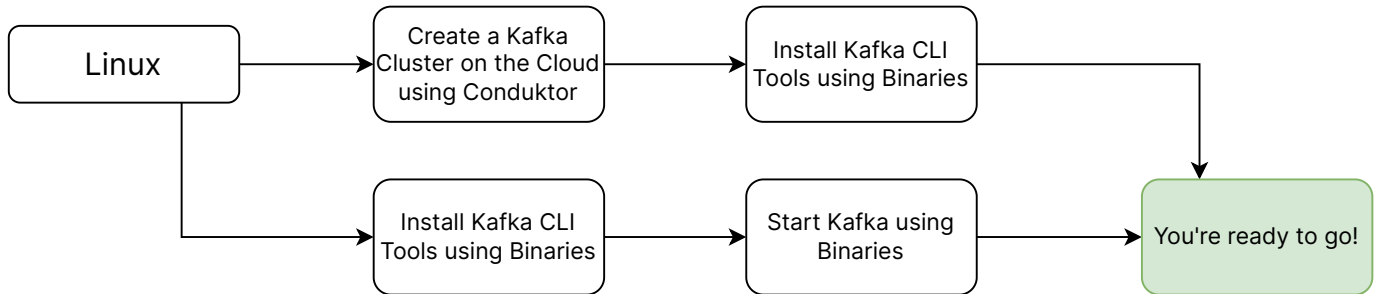 Linux
Create a Kafka
Cluster on the Cloud
using Conduktor
Install Kafka CLI
Tools using Binaries
Install Kafka CLI
Tools using Binaries
Start Kafka using
Binaries
You're ready to go!